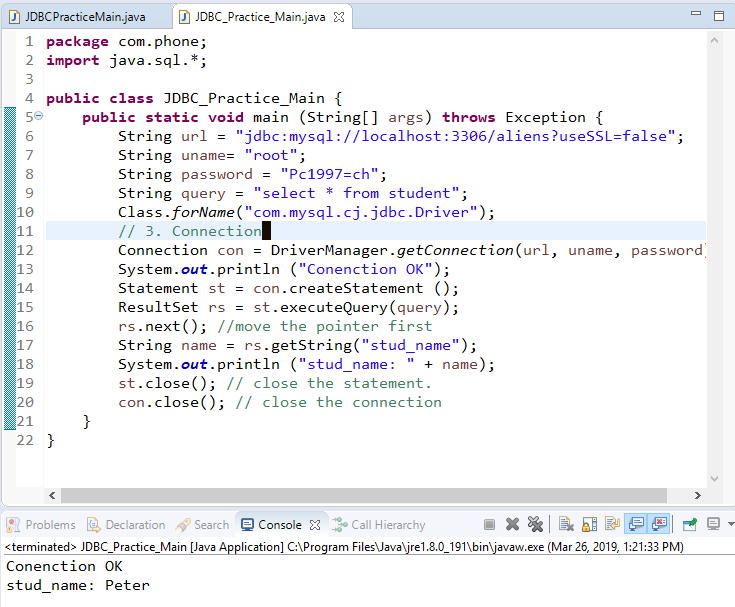 JDBCPracticeMain.java JDBC_Practice_Main.java
1 package com.phone;
2 import java.sql.*;
3
4 public class JDBC_Practice_Main {
5 public static void main (String[] args) throws Exception {
6 String url = "jdbc:mysql://localhost:3306/aliens?useSSL=false";
7 String uname= "root";
8 String password = "Pc1997=ch";
9 String query = "select * from student";
10 Class.forName("com.mysql.cj.jdbc.Driver");
11 // 3. Connection
12 Connection con = DriverManager.getConnection(url, uname, password)
13 System.out.println ("Conenction OK");
14 Statement st = con.createStatement ();
15 ResultSet rs = st.executeQuery(query);
16 rs.next(); //move the pointer first
17 String name = rs.getString("stud_name");
18 System.out.println ("stud_name: " + name);
19 st.close(); // close the statement.
20 con.close(); // close the connection
21 }
22 }
Problems Declaration Search Console Call Hierarchy
<terminated> JDBC_Practice_Main [Java Application] C:\Program Files\Java\jre1.8.0_191\bin\javaw.exe (Mar 26, 2019, 1:21:33 PM)
Conenction OK
stud_name: Peter